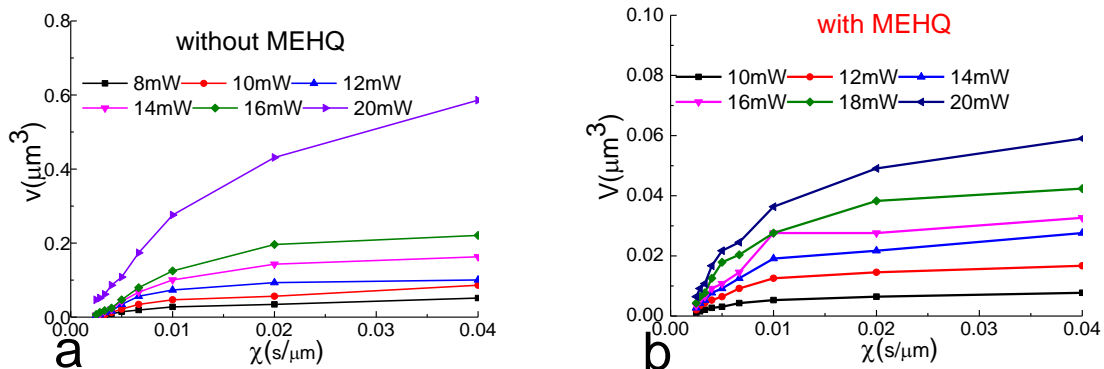 without MEHQ
8mW 10mW 12mW
14mW 16mW 20mW
v(μm³)
0.8
0.6
0.4
0.2
0.0
0.00 0.01 0.02 0.03 0.04
χ(s/μm)
a
with MEHQ
10mW 12mW 14mW
16mW 18mW 20mW
V(μm³)
0.10
0.08
0.06
0.04
0.02
0.00
0.00 0.01 0.02 0.03 0.04
χ(s/μm)
b